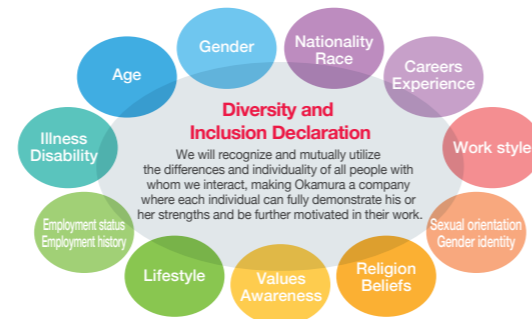 Gender
Nationality
Race
Age
Careers
Experience
Diversity and
Inclusion Declaration
Illness
Disability
Work style
We will recognize and mutually utilize
the differences and individuality of all people with
whom we interact, making Okamura a company
where each individual can fully demonstrate his or
her strengths and be further motivated in their work.
Employment status
Employment history
Sexual orientation
Gender identity
Lifestyle
Values
Awareness
Religion
Beliefs